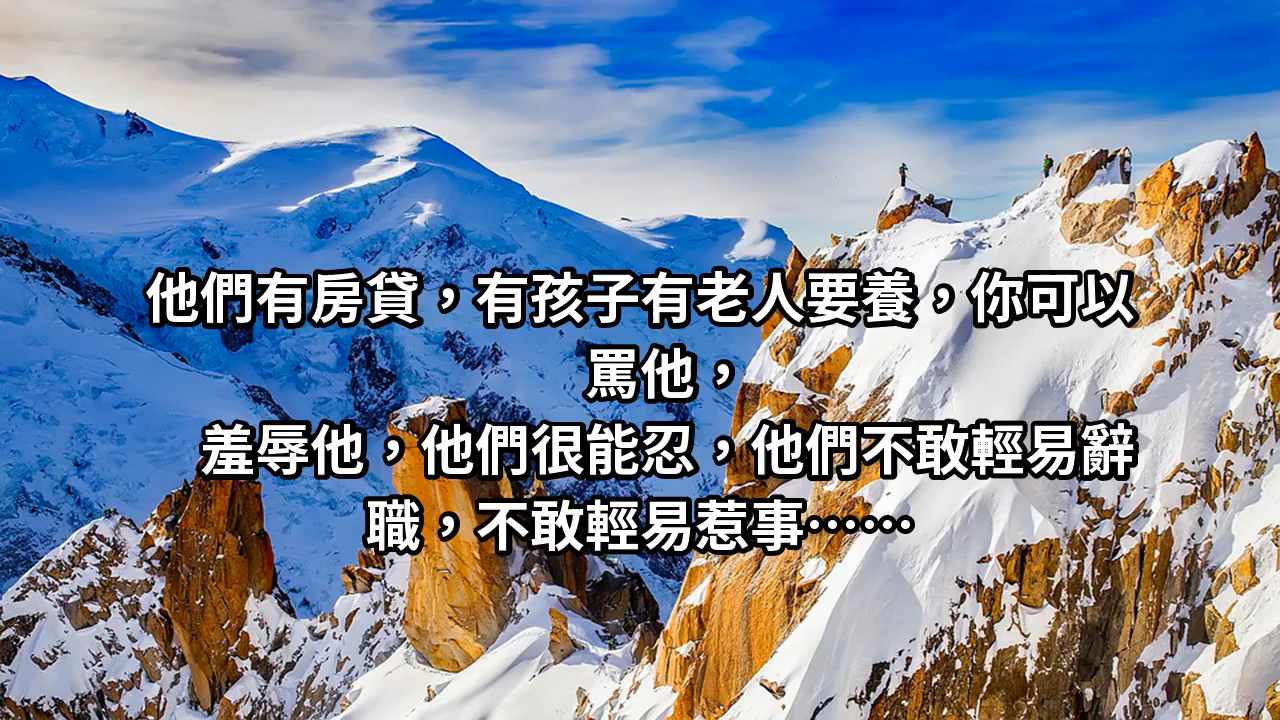 他們有房貸，有孩子有老人要養，你可以
罵他，
羞辱他，他們很能忍，他們不敢輕易辭
職，不敢輕易惹事……